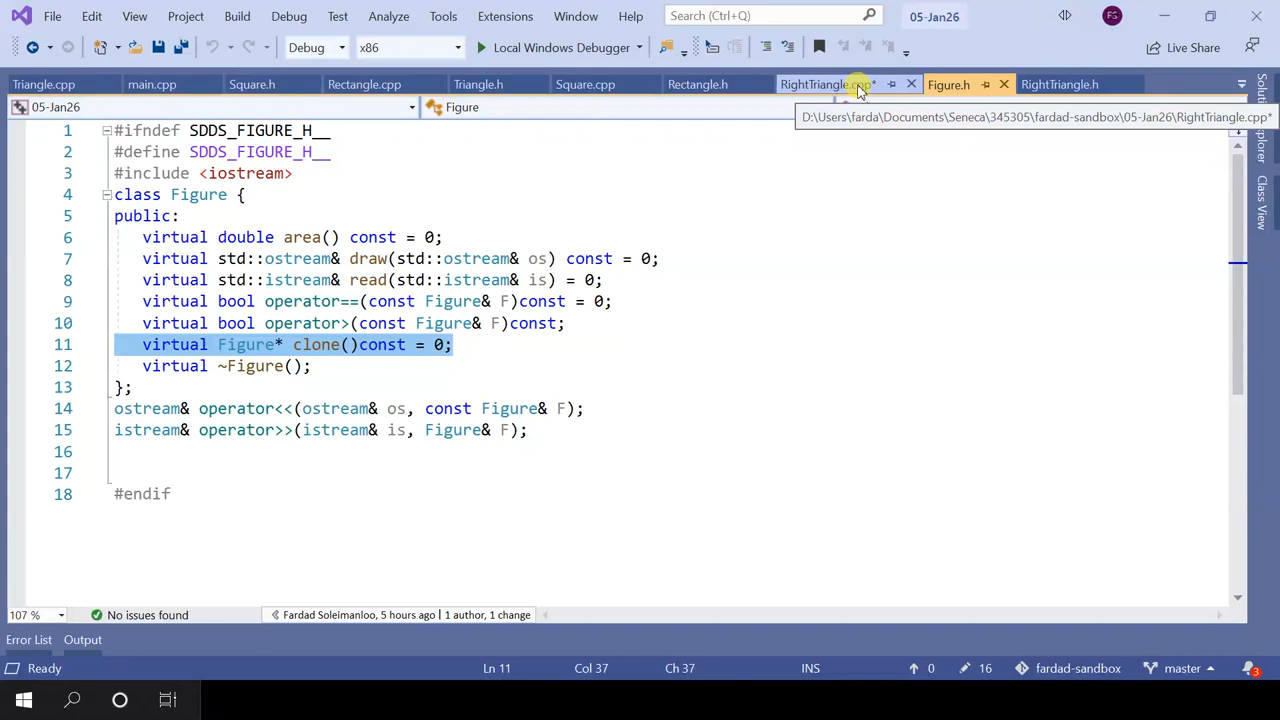 File Edit View Project Build Debug Test Analyze Tools Extensions Window Help Search (Ctrl+Q) 05-Jan26 FS
Debug x86 Local Windows Debugger Live Share
Triangle.cpp main.cpp Square.h Rectangle.cpp Triangle.h Square.cpp Rectangle.h RightTriangle.cpp* Figure.h RightTriangle.h
05-Jan26 Figure
D:\Users\farda\Documents\Seneca\345305\fardad-sandbox\05-Jan26\RightTriangle.cpp*
1 #ifndef SDDS_FIGURE_H__
2 #define SDDS_FIGURE_H__
3 #include <iostream>
4 class Figure {
5 public:
6 virtual double area() const = 0;
7 virtual std::ostream& draw(std::ostream& os) const = 0;
8 virtual std::istream& read(std::istream& is) = 0;
9 virtual bool operator==(const Figure& F)const = 0;
10 virtual bool operator>(const Figure& F)const;
11 virtual Figure* clone()const = 0;
12 virtual ~Figure();
13 };
14 ostream& operator<<(ostream& os, const Figure& F);
15 istream& operator>>(istream& is, Figure& F);
16
17
18 #endif
Class View
107 % No issues found Fardad Soleimanloo, 5 hours ago | 1 author, 1 change
Error List Output
Ready Ln 11 Col 37 Ch 37 INS 0 16 fardad-sandbox master 3